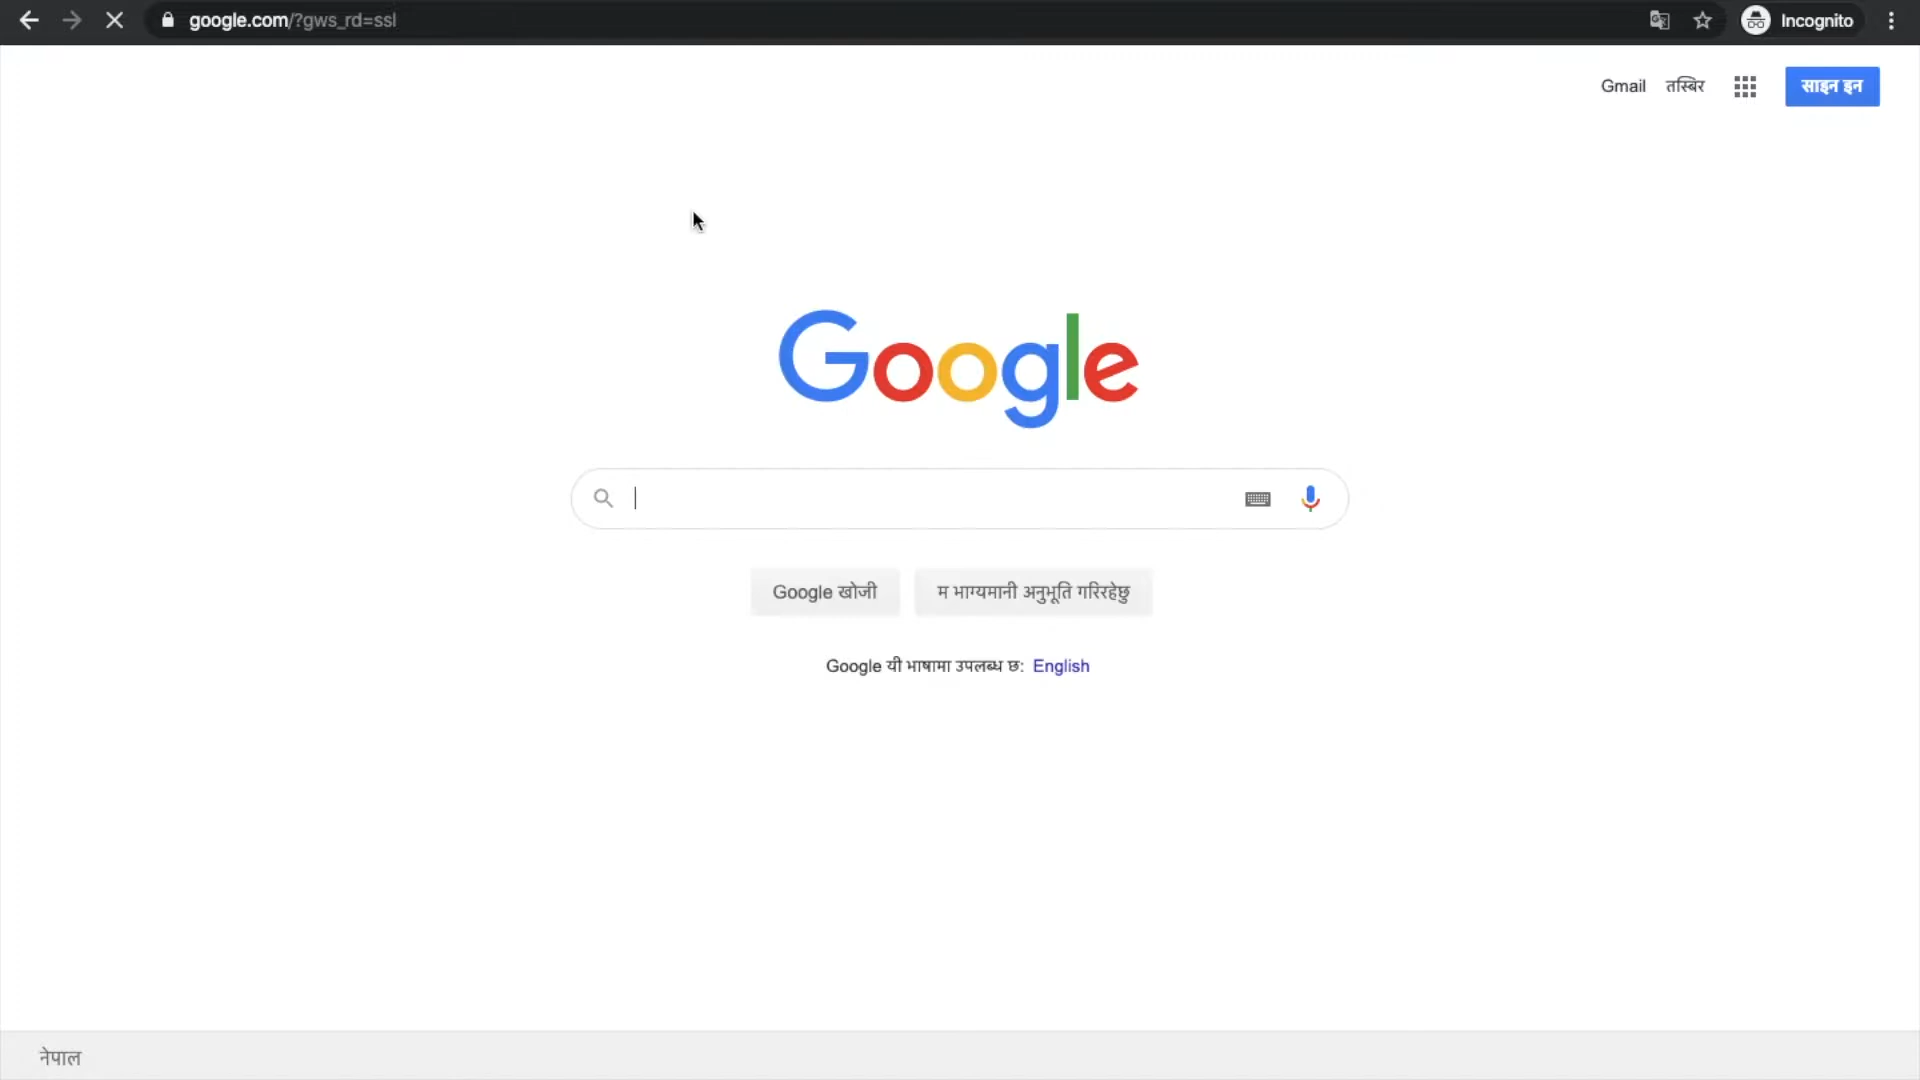 google.com/?gws_rd=ssl
Incognito
Gmail तस्बिर
साइन इन
Google
Google खोजी
म भाग्यमानी अनुभूति गरिरहेछु
Google यी भाषामा उपलब्ध छ: English
नेपाल